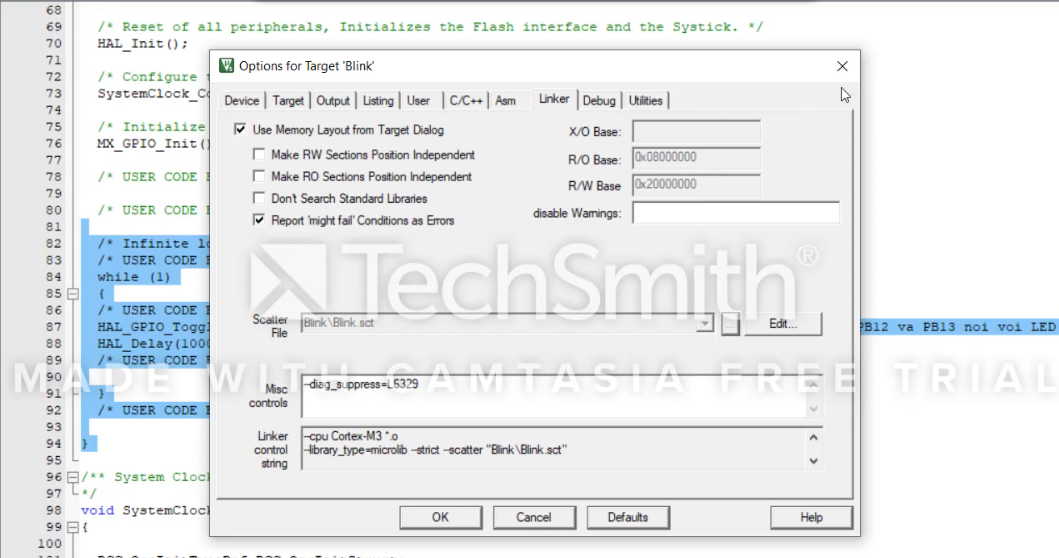 68
69 /* Reset of all peripherals, Initializes the Flash interface and the Systick. */
70 HAL_Init();
71
72 /* Configure t
73 SystemClock_Co
74
75 /* Initialize
76 MX_GPIO_Init()
77
78 /* USER CODE B
79
80 /* USER CODE B
81
82 /* Infinite lo
83 /* USER CODE B
84 while (1)
85 {
86 /* USER CODE B
87 HAL_GPIO_Toggl PB12 va PB13 noi voi LED
88 HAL_Delay(1000
89 /* USER CODE B
90
91 }
92 /* USER CODE B
93
94 }
95
96 /** System Cloc
97 */
98 void SystemClock
99 {
100
Options for Target 'Blink'
Device Target Output Listing User C/C++ Asm Linker Debug Utilities
Use Memory Layout from Target Dialog
Make RW Sections Position Independent
Make RO Sections Position Independent
Don't Search Standard Libraries
Report 'might fail' Conditions as Errors
X/O Base:
R/O Base: 0x08000000
R/W Base 0x20000000
disable Warnings:
TechSmith®
Scatter
File
Blink\Blink.sct
...
Edit...
MADE WITH CAMTASIA FREE TRIAL
Misc
controls
--diag_suppress=L6329
Linker
control
string
--cpu Cortex-M3 *.o
--library_type=microlib --strict --scatter "Blink\Blink.sct"
OK Cancel Defaults Help